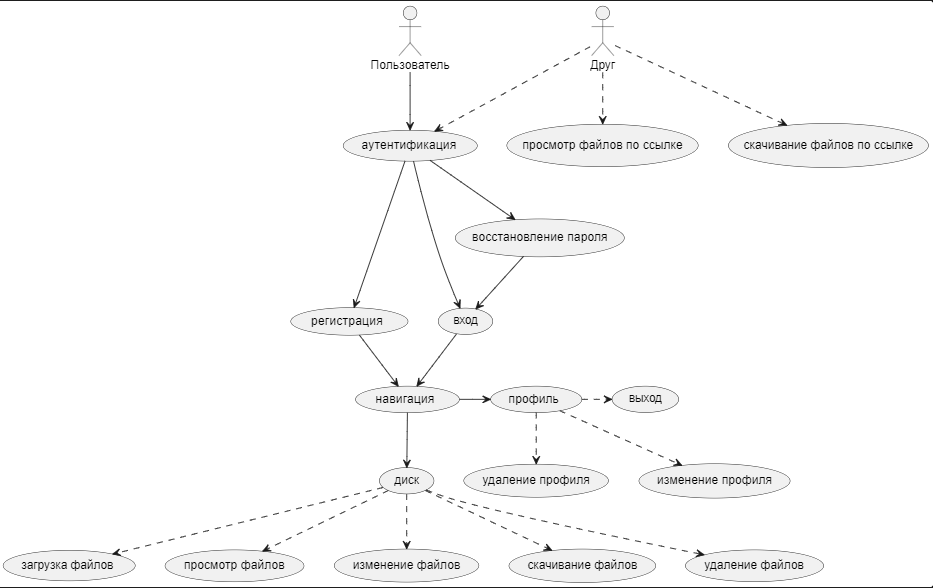 Пользователь
Друг
аутентификация
просмотр файлов по ссылке
скачивание файлов по ссылке
восстановление пароля
регистрация
вход
навигация
профиль
выход
диск
удаление профиля
изменение профиля
загрузка файлов
просмотр файлов
изменение файлов
скачивание файлов
удаление файлов